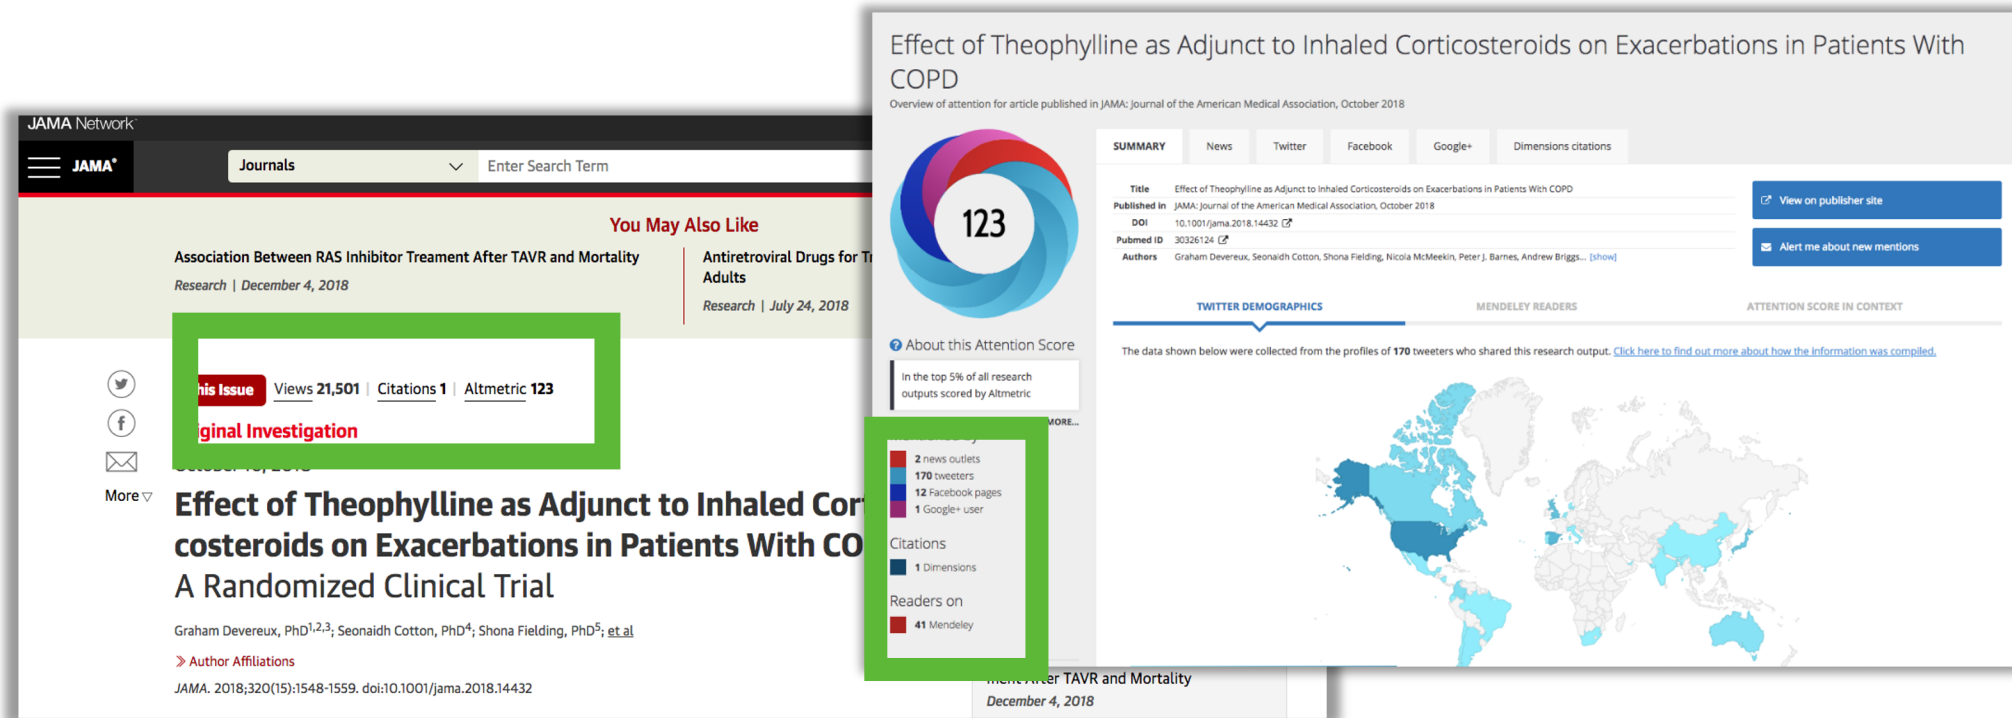 JAMA Network
JAMA
Journals
Enter Search Term
You May Also Like
Association Between RAS Inhibitor Treament After TAVR and Mortality
Research | December 4, 2018
Antiretroviral Drugs for
Adults
Research | July 24, 2018
his Issue
Views 21,501 | Citations 1 | Altmetric 123
iginal Investigation
More
Effect of Theophylline as Adjunct to Inhaled Cor
costeroids on Exacerbations in Patients With CO
A Randomized Clinical Trial
Graham Devereux, PhD1,2,3; Seonaidh Cotton, PhD4; Shona Fielding, PhD5; et al
» Author Affiliations
JAMA. 2018;320(15):1548-1559. doi:10.1001/jama.2018.14432
Effect of Theophylline as Adjunct to Inhaled Corticosteroids on Exacerbations in Patients With
COPD
Overview of attention for article published in JAMA: Journal of the American Medical Association, October 2018
123
SUMMARY News Twitter Facebook Google+ Dimensions citations
Title Effect of Theophylline as Adjunct to Inhaled Corticosteroids on Exacerbations in Patients With COPD
Published in JAMA: Journal of the American Medical Association, October 2018
DOI 10.1001/jama.2018.14432
Pubmed ID 30326124
Authors Graham Devereux, Seonaidh Cotton, Shona Fielding, Nicola McMeekin, Peter J. Barnes, Andrew Briggs... [show]
View on publisher site
Alert me about new mentions
TWITTER DEMOGRAPHICS MENDELEY READERS ATTENTION SCORE IN CONTEXT
The data shown below were collected from the profiles of 170 tweeters who shared this research output. Click here to find out more about how the information was compiled.
About this Attention Score
In the top 5% of all research
outputs scored by Altmetric
MORE...
2 news outlets
170 tweeters
12 Facebook pages
1 Google+ user
Citations
1 Dimensions
Readers on
41 Mendeley
ment After TAVR and Mortality
December 4, 2018